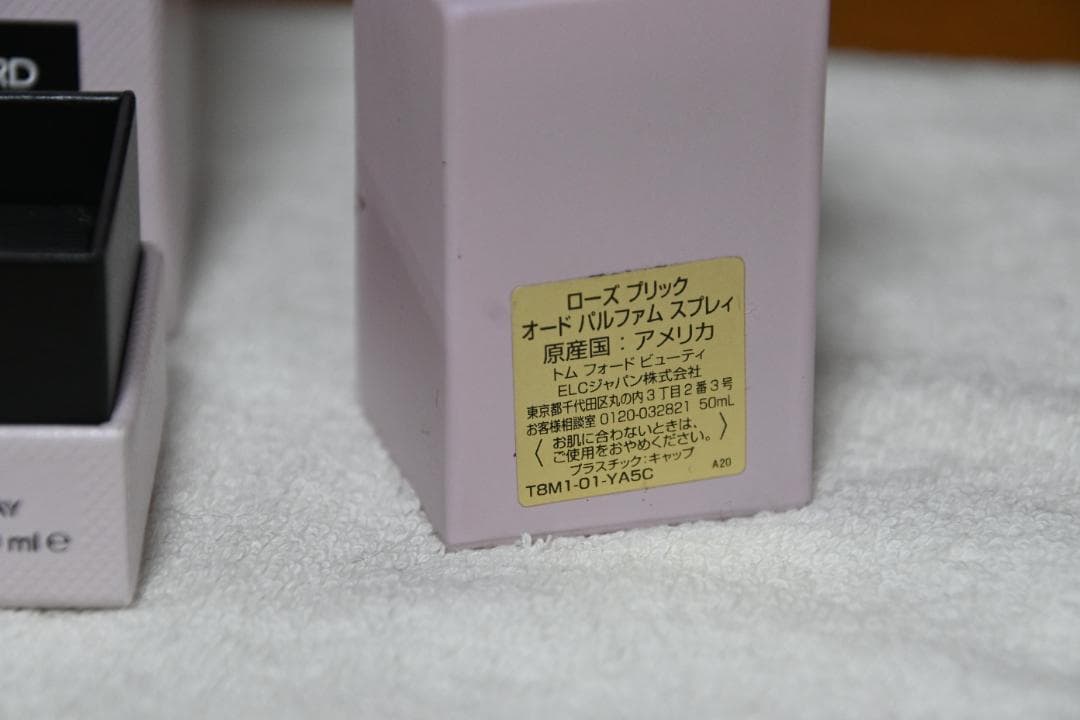 RD
AY
ml ℮
ローズ プリック
オード パルファム スプレィ
原産国：アメリカ
トム フォード ビューティ
ELCジャパン株式会社
東京都千代田区丸の内3丁目2番3号
お客様相談室 0120-032821 50mL
〈お肌に合わないときは、
ご使用をおやめください。〉
プラスチック：キャップ
A20
T8M1-01-YA5C